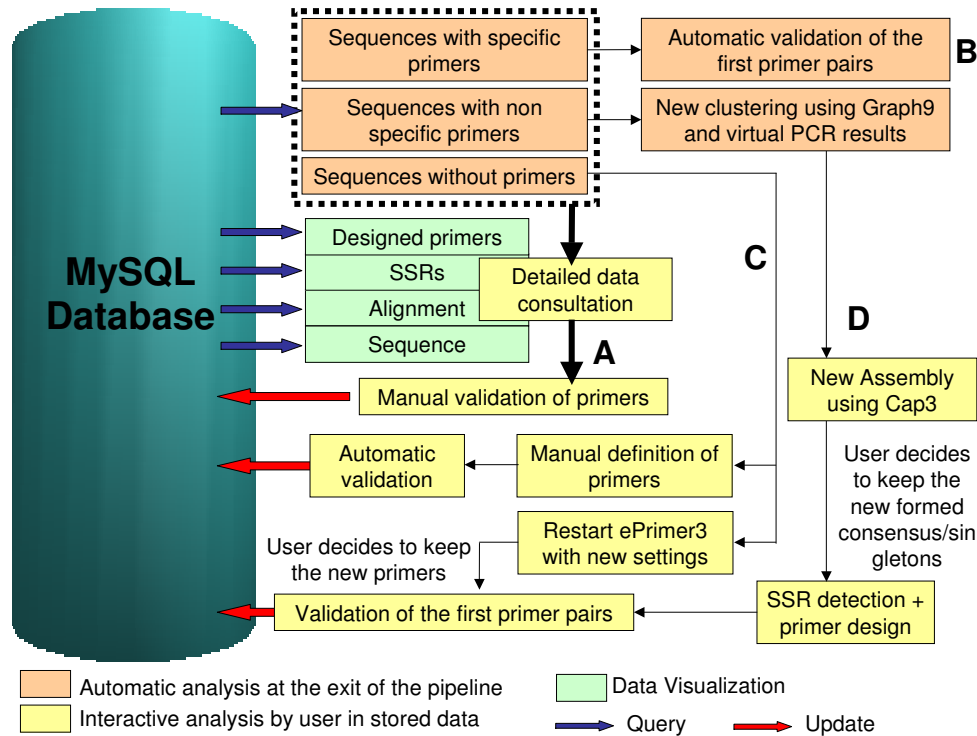 Sequences with specific
primers
Automatic validation of the
first primer pairs
B
Sequences with non
specific primers
New clustering using Graph9
and virtual PCR results
Sequences without primers
MySQL
Database
Designed primers
SSRs
Alignment
Sequence
Detailed data
consultation
C
A
D
Manual validation of primers
New Assembly
using Cap3
Automatic
validation
Manual definition of
primers
User decides
to keep the
new formed
consensus/sin
gletons
Restart ePrimer3
with new settings
User decides to keep
the new primers
Validation of the first primer pairs
SSR detection +
primer design
Automatic analysis at the exit of the pipeline
Data Visualization
Interactive analysis by user in stored data
Query
Update